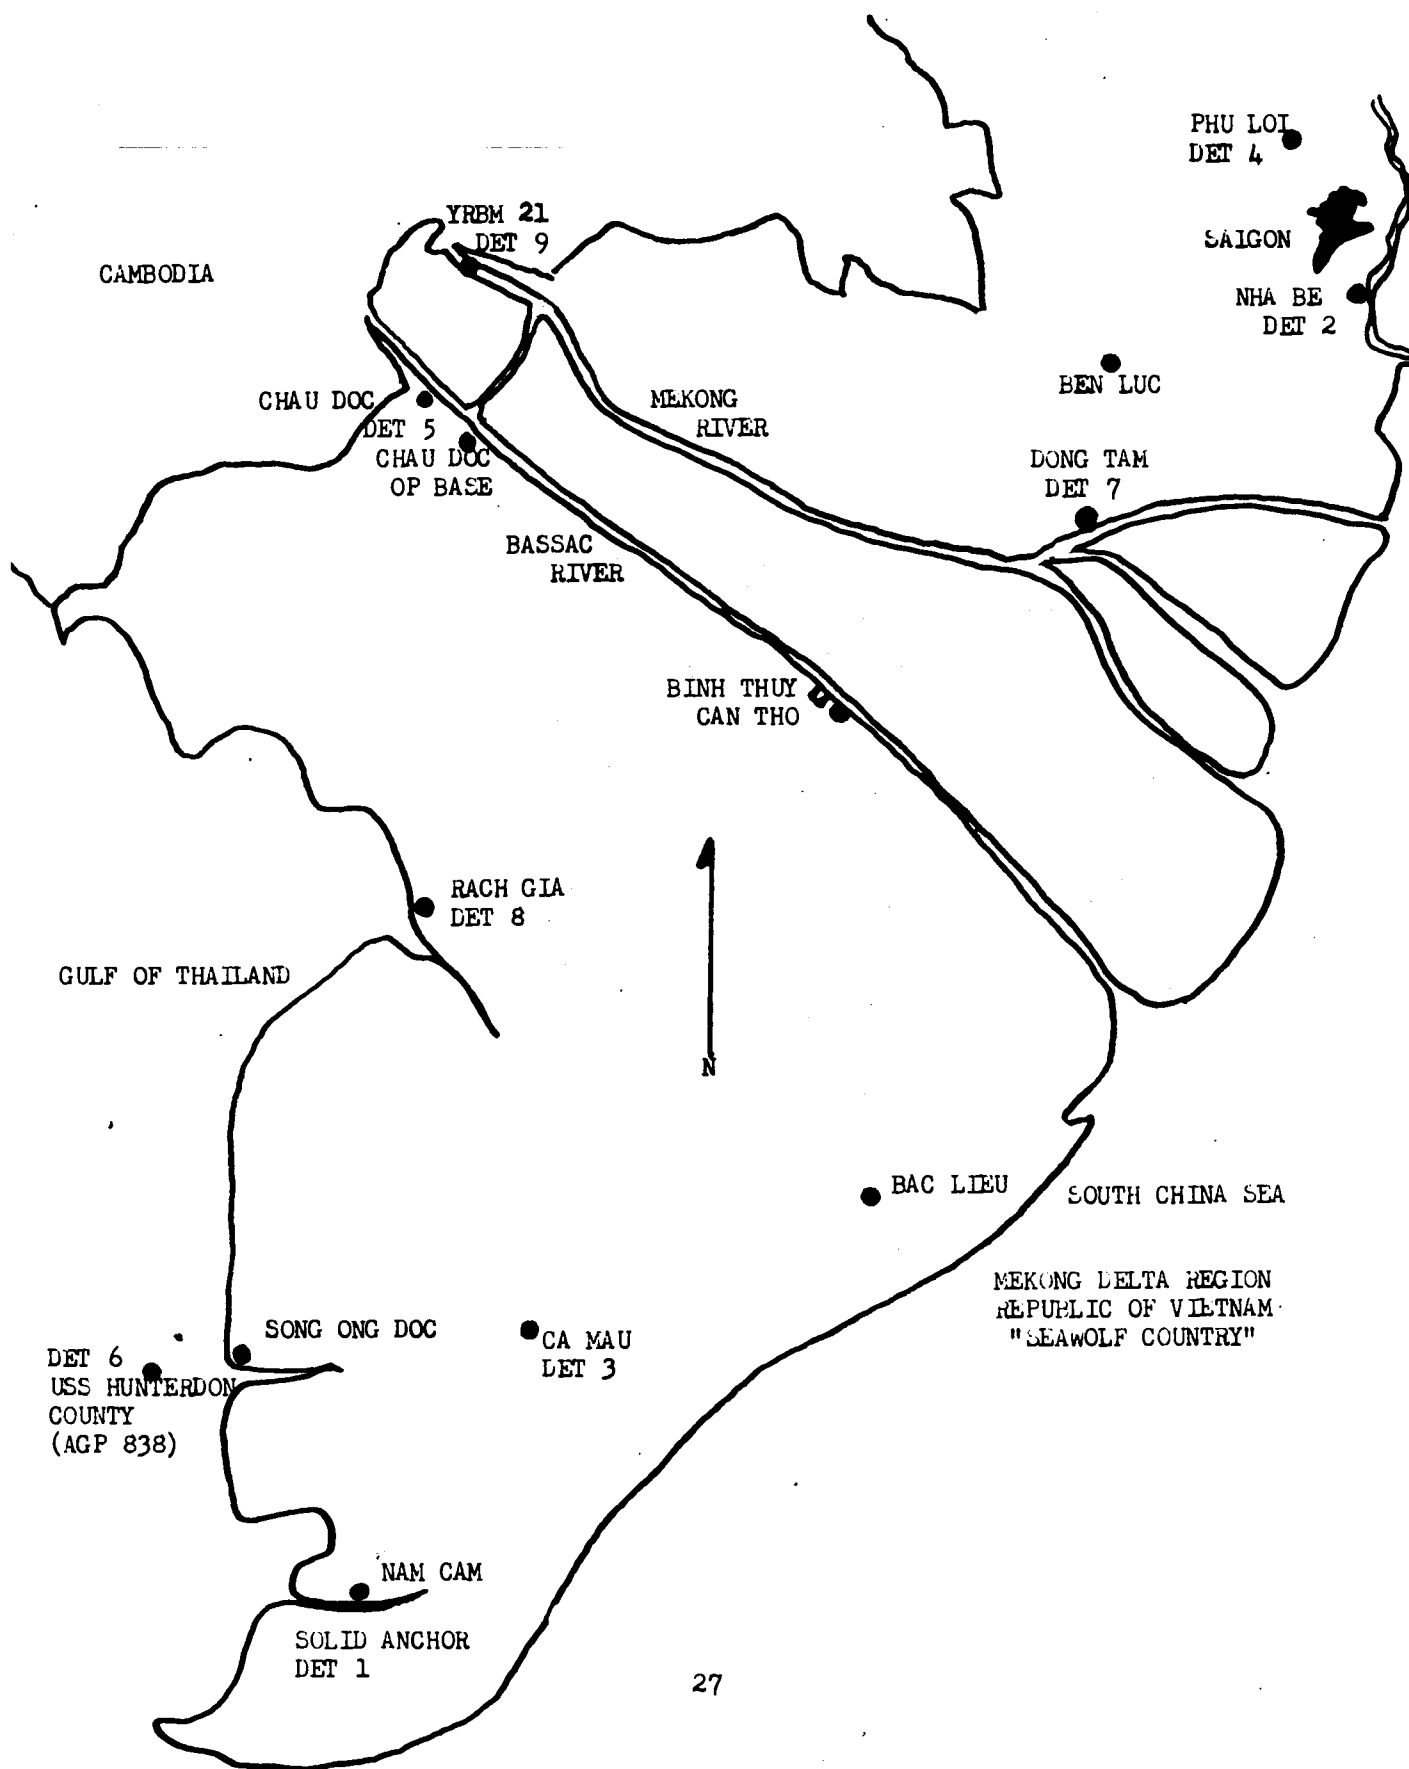 PHU LOI
DET 4
YRBM 21
DET 9
SAIGON
CAMBODIA
NHA BE
DET 2
BEN LUC
CHAU DOC
DET 5
MEKONG
RIVER
CHAU DOC
OP BASE
DONG TAM
DET 7
BASSAC
RIVER
BINH THUY
CAN THO
RACH GIA
DET 8
GULF OF THAILAND
N
BAC LIEU
SOUTH CHINA SEA
MEKONG DELTA REGION
REPUBLIC OF VIETNAM
"SEAWOLF COUNTRY"
SONG ONG DOC
CA MAU
DET 3
DET 6
USS HUNTERDON
COUNTY
(AGP 838)
NAM CAM
SOLID ANCHOR
DET 1
27